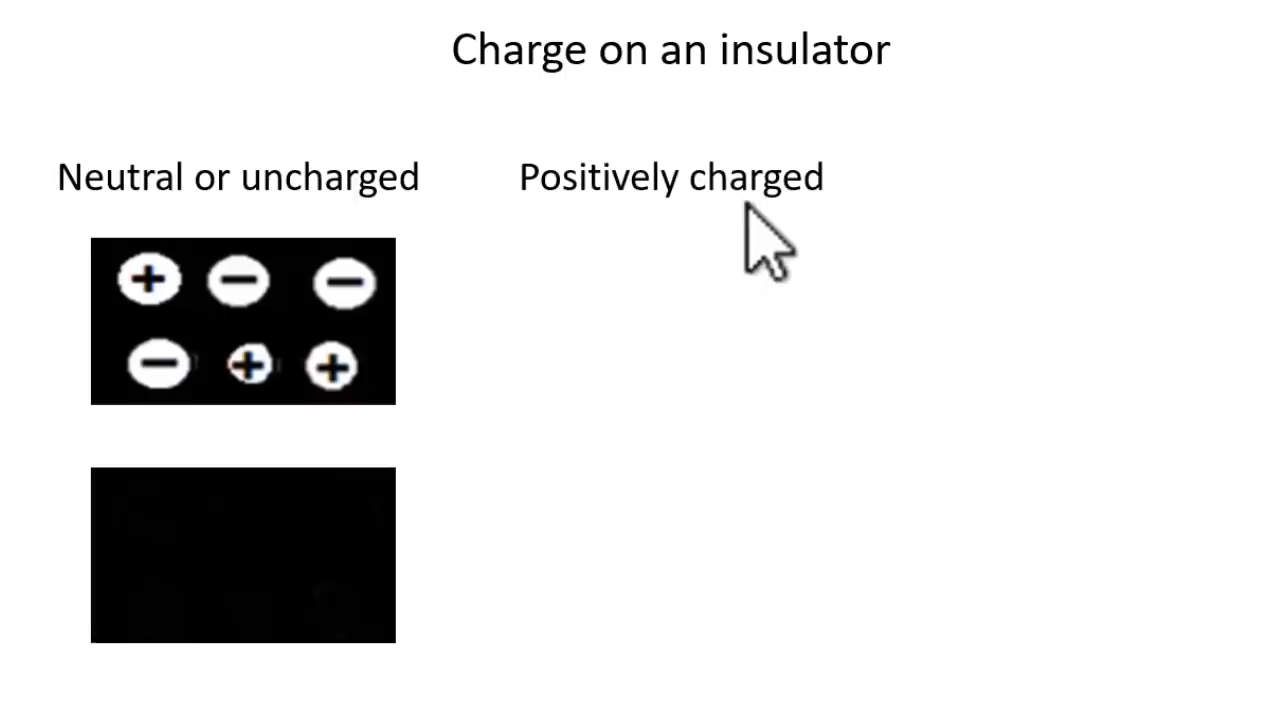 Charge on an insulator
Neutral or uncharged
Positively charged
+ − −
− + +